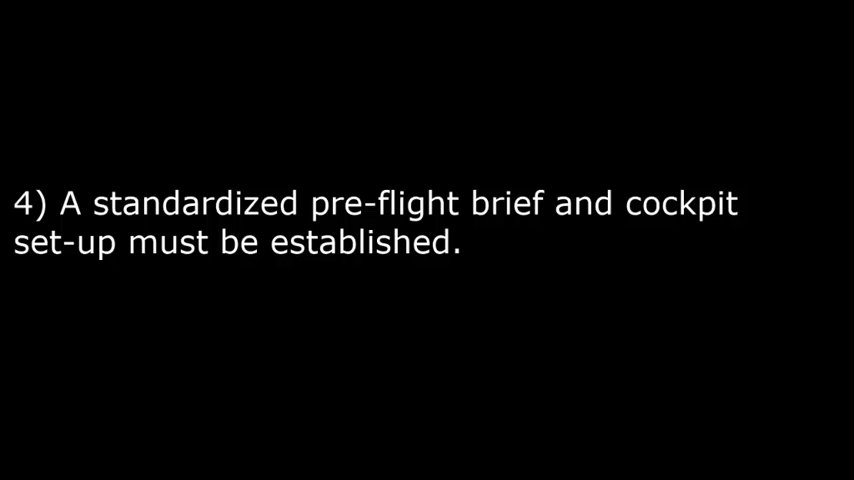 4) A standardized pre-flight brief and cockpit
set-up must be established.